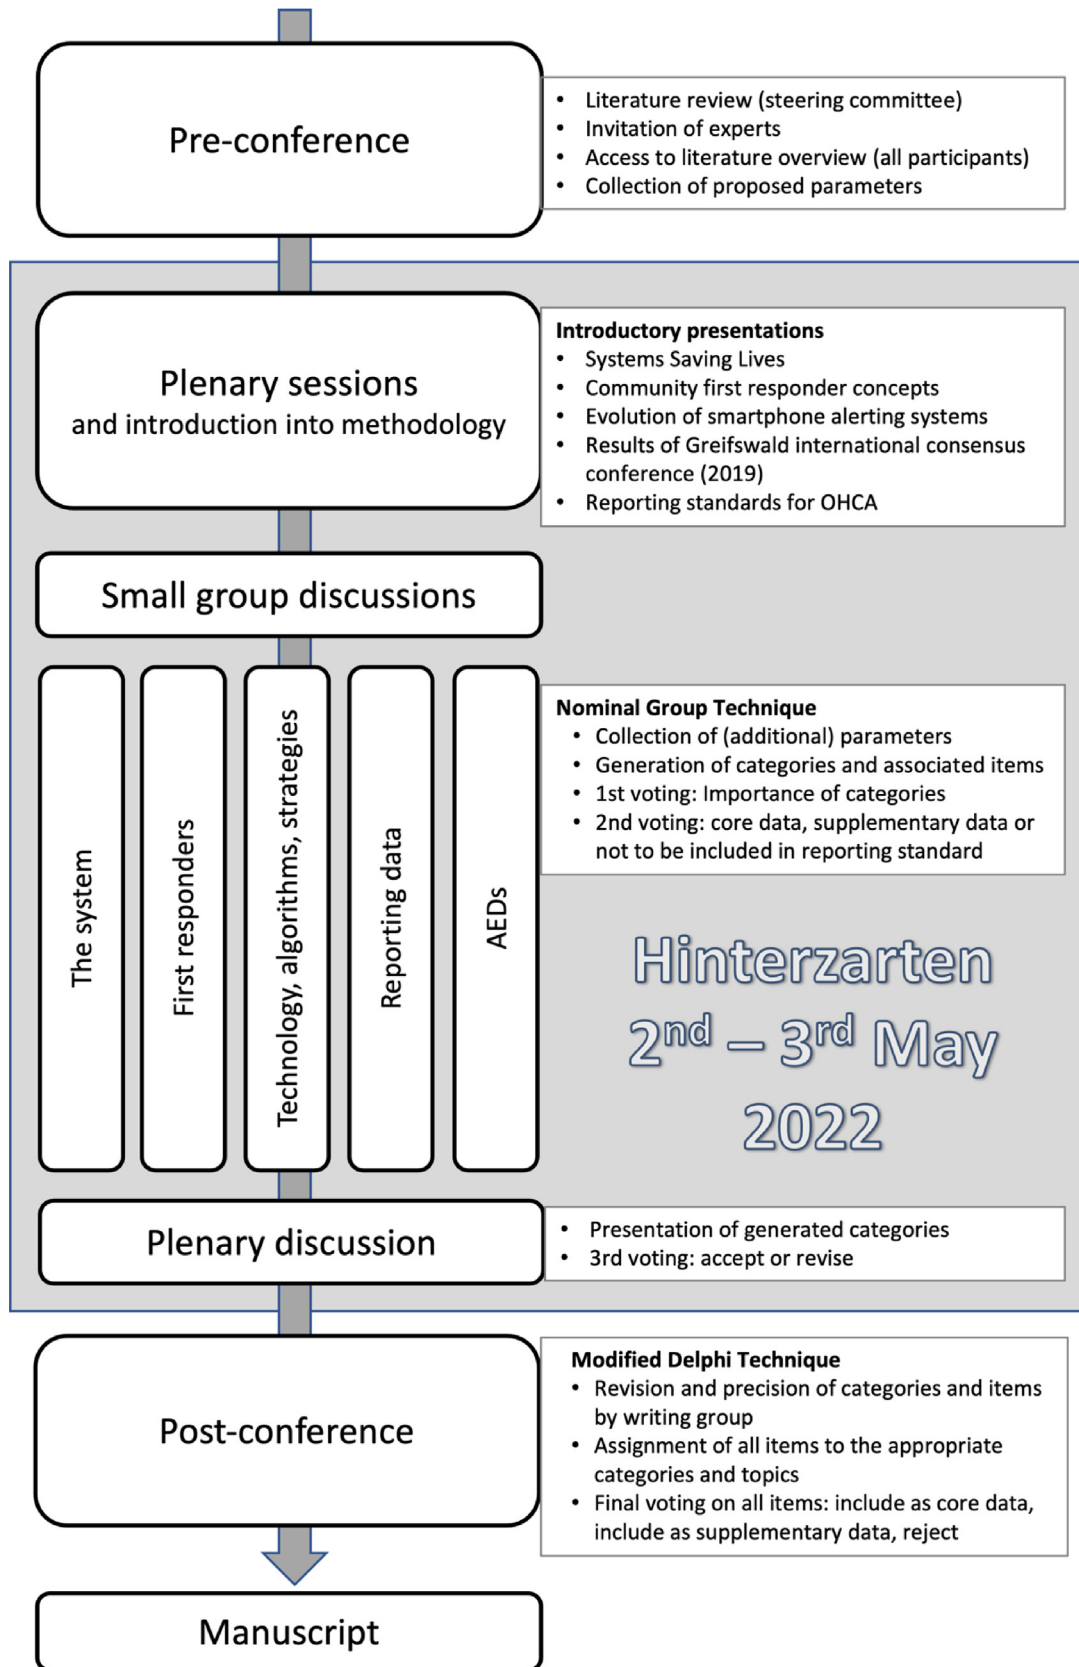 Pre-conference
• Literature review (steering committee)
• Invitation of experts
• Access to literature overview (all participants)
• Collection of proposed parameters
Plenary sessions
and introduction into methodology
Introductory presentations
• Systems Saving Lives
• Community first responder concepts
• Evolution of smartphone alerting systems
• Results of Greifswald international consensus
conference (2019)
• Reporting standards for OHCA
Small group discussions
The system
First responders
Technology, algorithms, strategies
Reporting data
AEDs
Nominal Group Technique
• Collection of (additional) parameters
• Generation of categories and associated items
• 1st voting: Importance of categories
• 2nd voting: core data, supplementary data or
not to be included in reporting standard
Hinterzarten
2nd – 3rd May
2022
Plenary discussion
• Presentation of generated categories
• 3rd voting: accept or revise
Post-conference
Modified Delphi Technique
• Revision and precision of categories and items
by writing group
• Assignment of all items to the appropriate
categories and topics
• Final voting on all items: include as core data,
include as supplementary data, reject
Manuscript